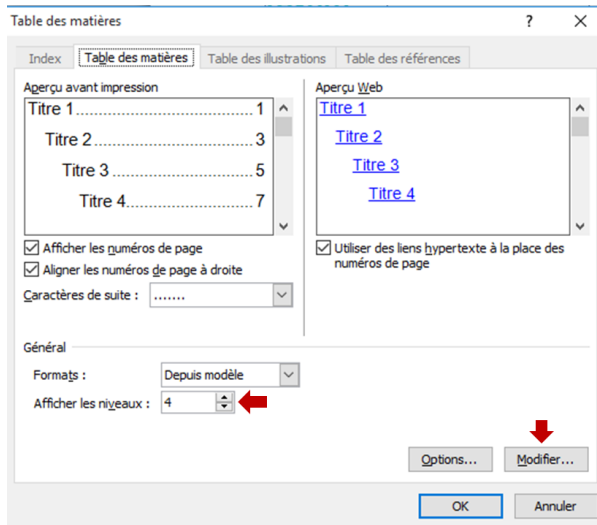 Table des matières ? ×
Index Table des matières Table des illustrations Table des références
Aperçu avant impression
Titre 1..................................... 1
Titre 2.................................. 3
Titre 3 ............................. 5
Titre 4.......................... 7
Aperçu Web
Titre 1
Titre 2
Titre 3
Titre 4
Afficher les numéros de page
Aligner les numéros de page à droite
Caractères de suite : .......
Utiliser des liens hypertexte à la place des
numéros de page
Général
Formats : Depuis modèle
Afficher les niveaux : 4
Options... Modifier...
OK Annuler